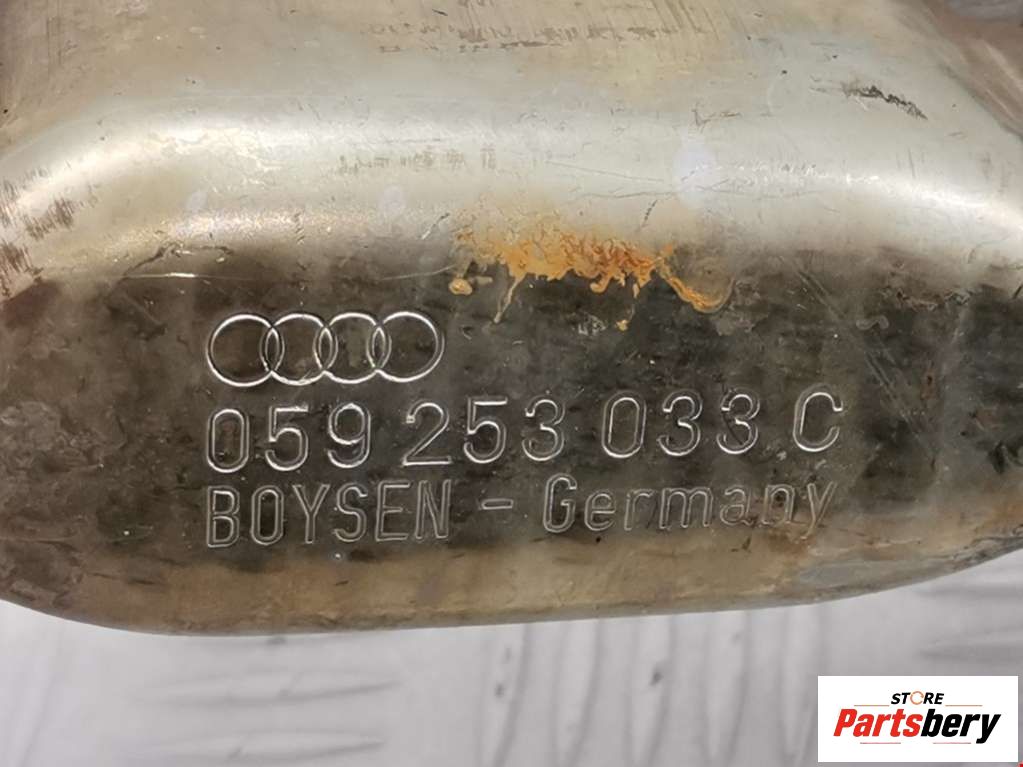 059 253 033 C
BOYSEN - Germany
STORE
Partsbery